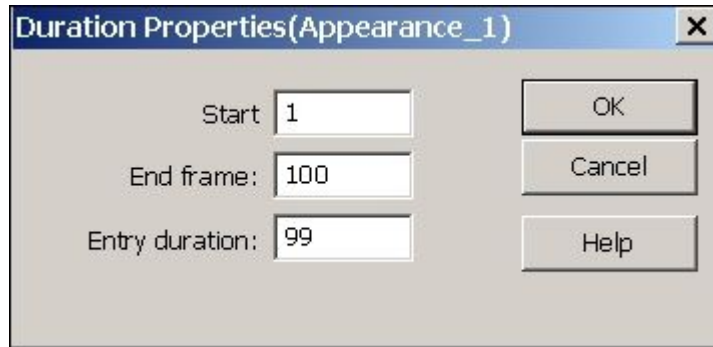 Duration Properties(Appearance_1)
Start 1
OK
End frame: 100
Cancel
Entry duration: 99
Help